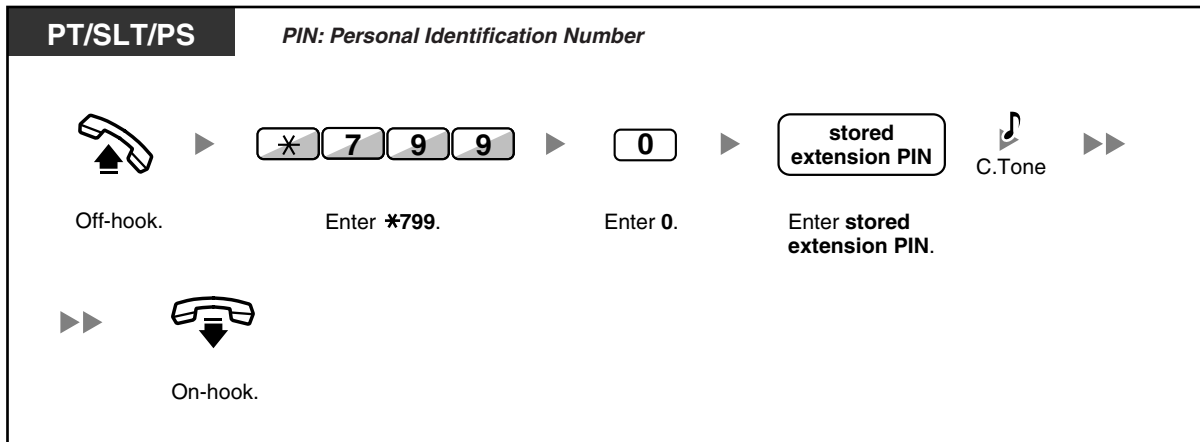 PT/SLT/PS
PIN: Personal Identification Number
* 7 9 9
0
stored
extension PIN
C.Tone
Off-hook.
Enter *799.
Enter 0.
Enter stored
extension PIN.
On-hook.